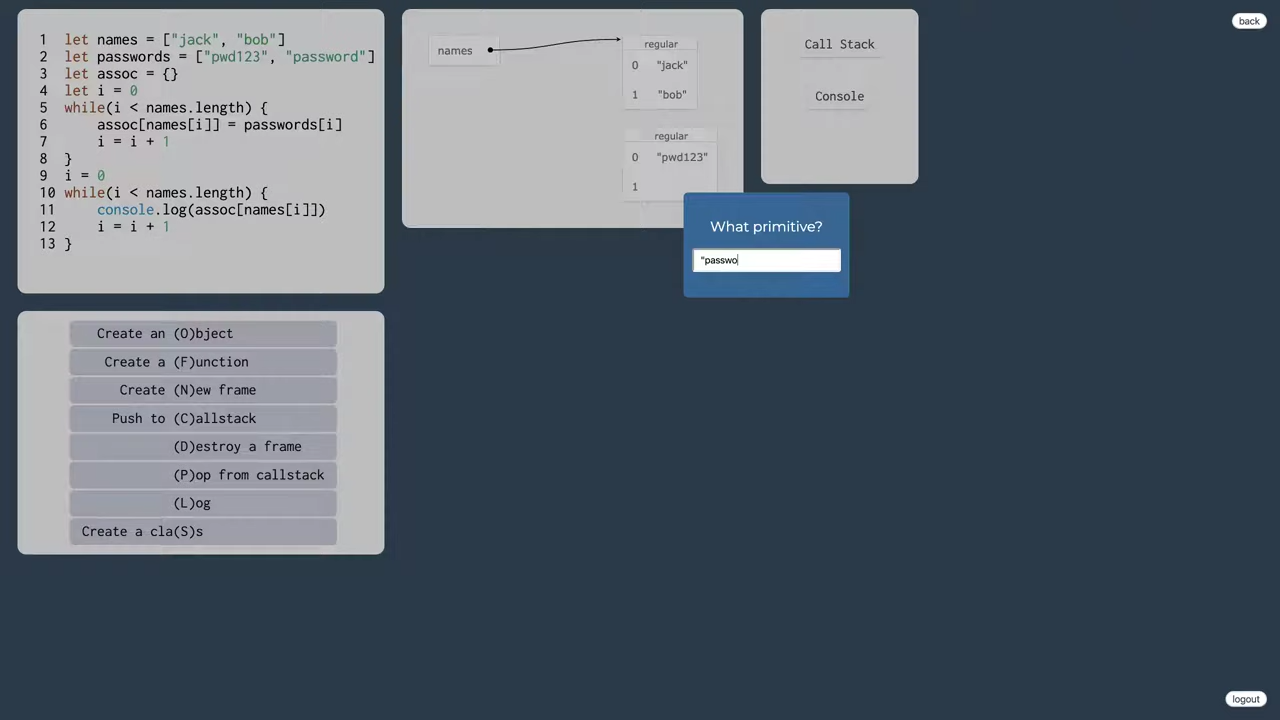 1 let names = ["jack", "bob"]
2 let passwords = ["pwd123", "password"]
3 let assoc = {}
4 let i = 0
5 while(i < names.length) {
6 assoc[names[i]] = passwords[i]
7 i = i + 1
8 }
9 i = 0
10 while(i < names.length) {
11 console.log(assoc[names[i]])
12 i = i + 1
13 }
Create an (O)bject
Create a (F)unction
Create (N)ew frame
Push to (C)allstack
(D)estroy a frame
(P)op from callstack
(L)og
Create a cla(S)s
names
regular
0 "jack"
1 "bob"
regular
0 "pwd123"
1
What primitive?
"passwo
Call Stack
Console
back
logout